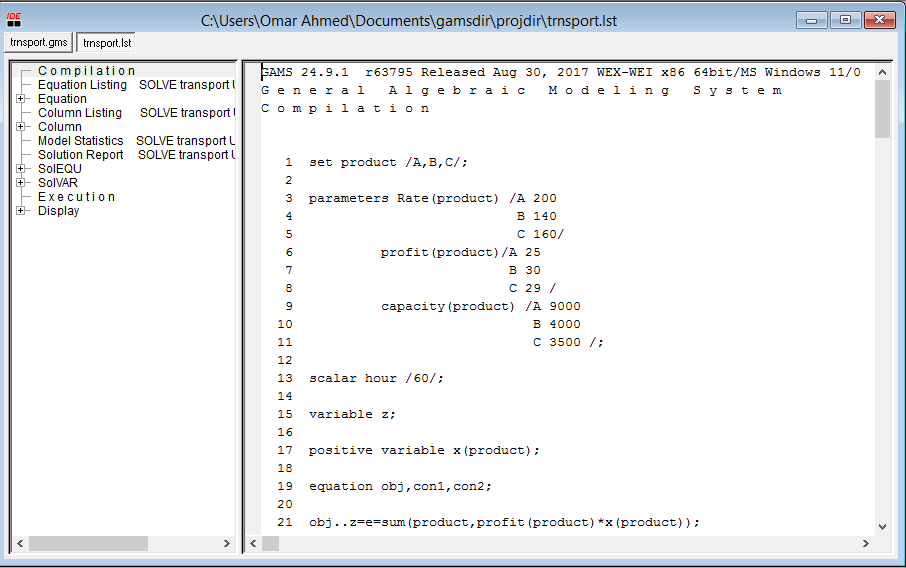 IDE
C:\Users\Omar Ahmed\Documents\gamsdir\projdir\trnsport.lst
trnsport.gms trnsport.lst
C o m p i l a t i o n
Equation Listing SOLVE transport U
Equation
Column Listing SOLVE transport U
Column
Model Statistics SOLVE transport U
Solution Report SOLVE transport U
SolEQU
SolVAR
E x e c u t i o n
Display
GAMS 24.9.1 r63795 Released Aug 30, 2017 WEX-WEI x86 64bit/MS Windows 11/0
G e n e r a l A l g e b r a i c M o d e l i n g S y s t e m
C o m p i l a t i o n
1 set product /A,B,C/;
2
3 parameters Rate(product) /A 200
4 B 140
5 C 160/
6 profit(product)/A 25
7 B 30
8 C 29 /
9 capacity(product) /A 9000
10 B 4000
11 C 3500 /;
12
13 scalar hour /60/;
14
15 variable z;
16
17 positive variable x(product);
18
19 equation obj,con1,con2;
20
21 obj..z=e=sum(product,profit(product)*x(product));